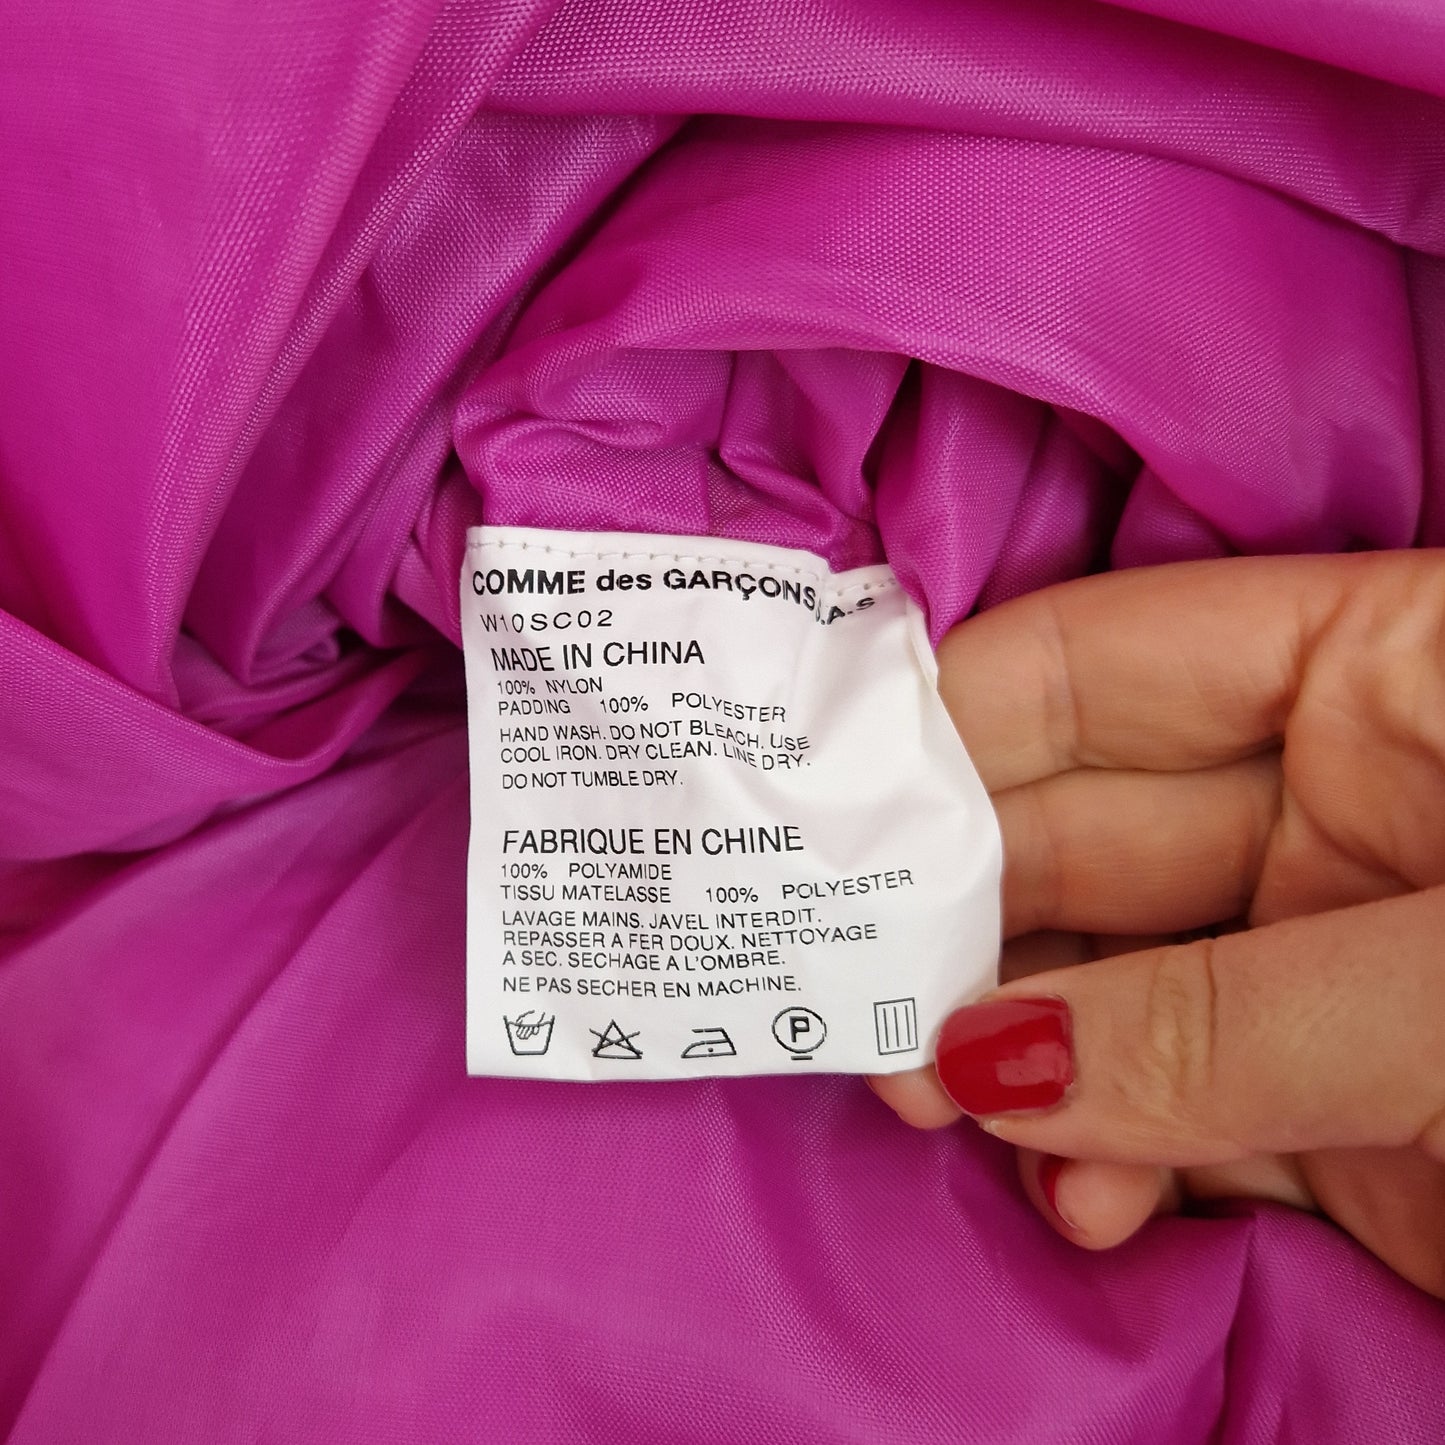 COMME des GARÇONS S.A.S
W10SC02
MADE IN CHINA
100% NYLON
PADDING 100% POLYESTER
HAND WASH. DO NOT BLEACH. USE
COOL IRON. DRY CLEAN. LINE DRY.
DO NOT TUMBLE DRY.
FABRIQUE EN CHINE
100% POLYAMIDE
TISSU MATELASSE 100% POLYESTER
LAVAGE MAINS. JAVEL INTERDIT.
REPASSER A FER DOUX. NETTOYAGE
A SEC. SECHAGE A L'OMBRE.
NE PAS SECHER EN MACHINE.
P